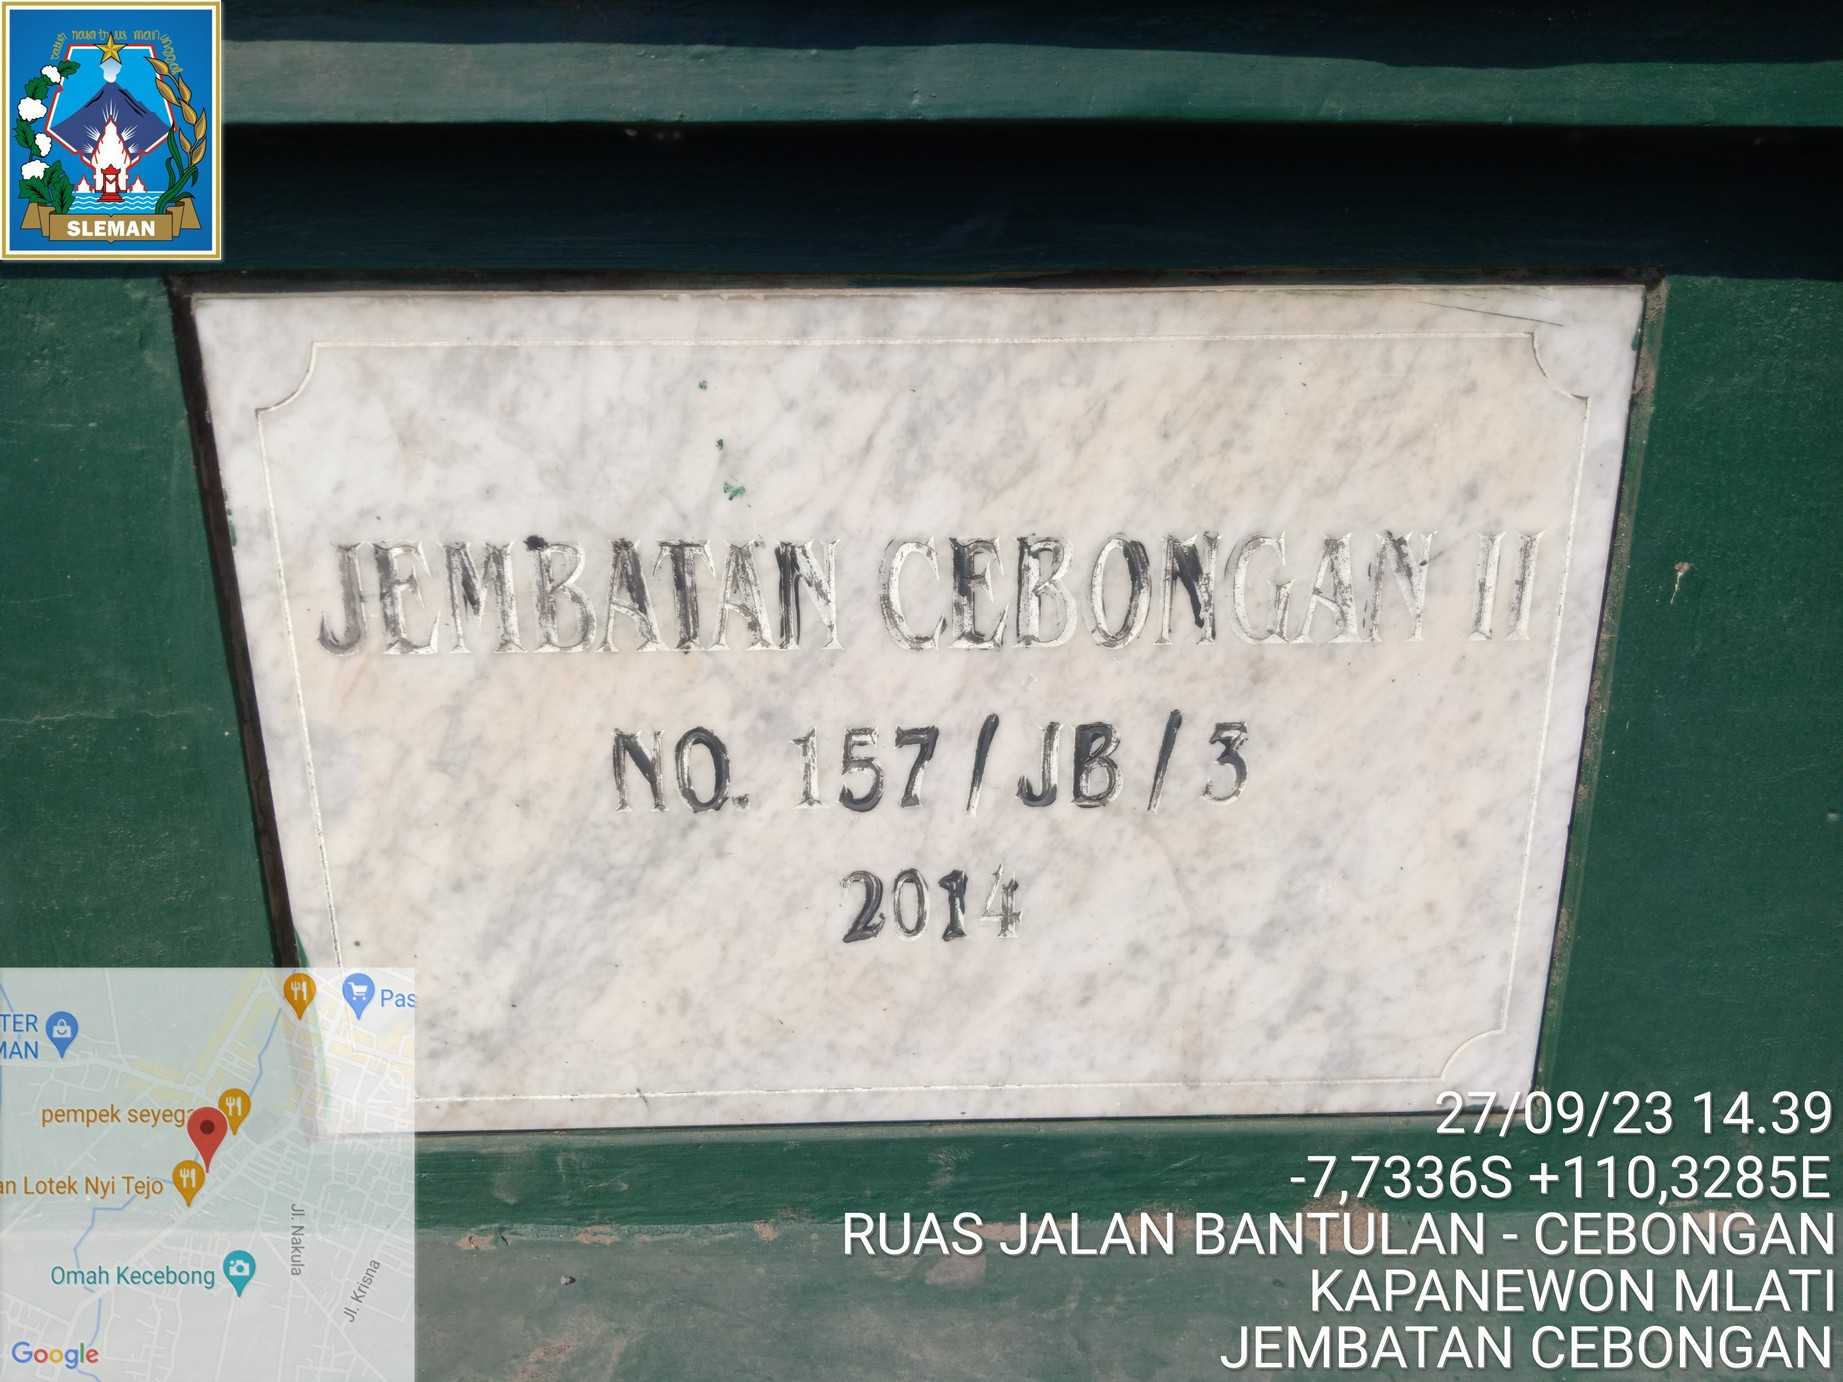 SLEMAN
JEMBATAN CEBONGAN II
NO. 157 / JB / 3
2014
Pas
TER
MAN
pempek seyega
an Lotek Nyi Tejo
Jl. Nakula
Omah Kecebong
Jl. Krisna
Google
27/09/23 14.39
-7,7336S +110,3285E
RUAS JALAN BANTULAN - CEBONGAN
KAPANEWON MLATI
JEMBATAN CEBONGAN